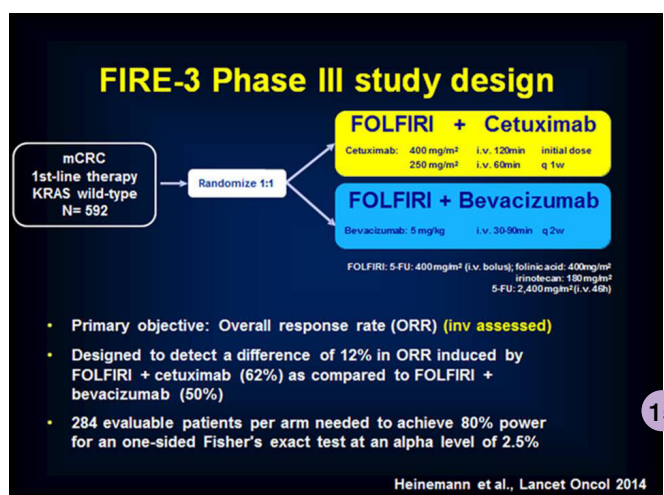 FIRE-3 Phase III study design
mCRC
1st-line therapy
KRAS wild-type
N= 592
Randomize 1:1
FOLFIRI + Cetuximab
Cetuximab: 400 mg/m² i.v. 120min initial dose
250 mg/m² i.v. 60min q 1w
FOLFIRI + Bevacizumab
Bevacizumab: 5 mg/kg i.v. 30-90min q 2w
FOLFIRI: 5-FU: 400 mg/m² (i.v. bolus); folinic acid: 400mg/m²
irinotecan: 180 mg/m²
5-FU: 2,400 mg/m² (i.v. 46h)
• Primary objective: Overall response rate (ORR) (inv assessed)
• Designed to detect a difference of 12% in ORR induced by
FOLFIRI + cetuximab (62%) as compared to FOLFIRI +
bevacizumab (50%)
• 284 evaluable patients per arm needed to achieve 80% power
for an one-sided Fisher's exact test at an alpha level of 2.5%
Heinemann et al., Lancet Oncol 2014